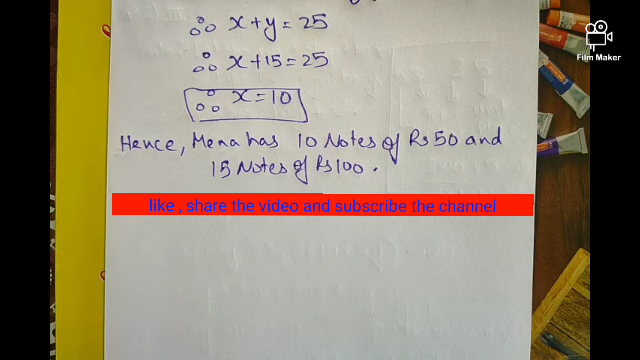 ∴ x + y = 25
∴ x + 15 = 25
∴ x = 10
Hence, Mena has 10 Notes of Rs 50 and
15 Notes of Rs 100.
like , share the video and subscribe the channel
Film Maker